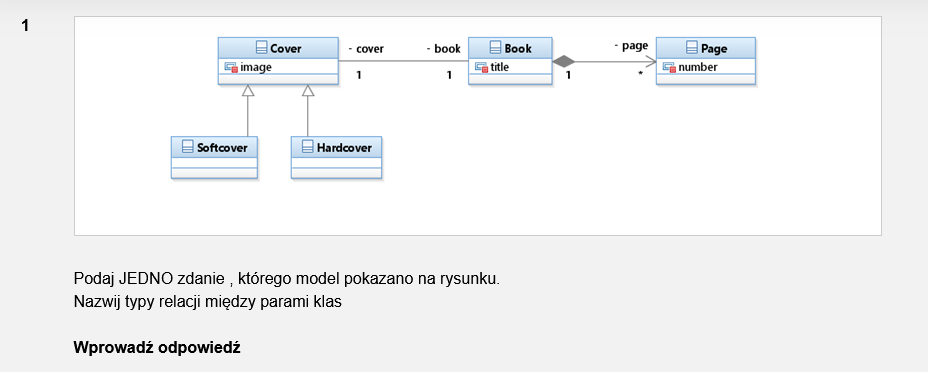 1
Cover - cover - book Book - page Page
image 1 1 title 1 * number
Softcover Hardcover
Podaj JEDNO zdanie , którego model pokazano na rysunku.
Nazwij typy relacji między parami klas
Wprowadź odpowiedź